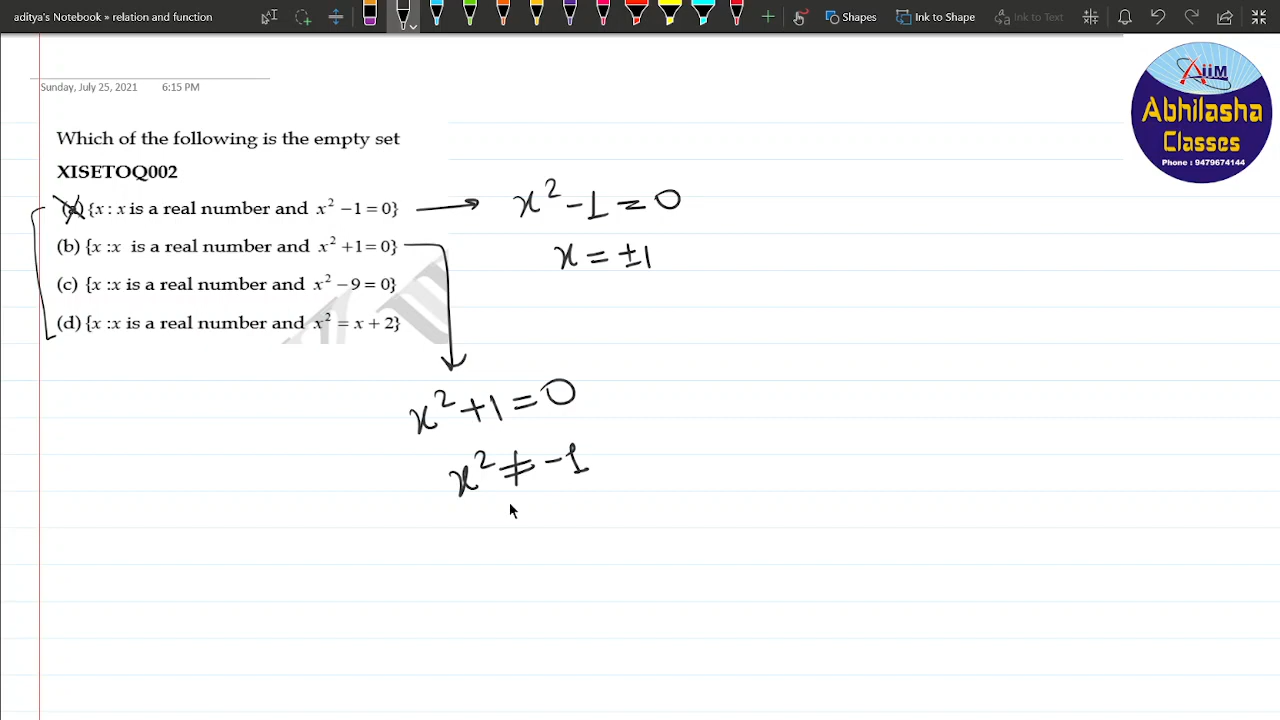 aditya's Notebook » relation and function
Shapes
Ink to Shape
Ink to Text
Sunday, July 25, 2021 6:15 PM
AIIM
Abhilasha
Classes
Phone : 9479674144
Which of the following is the empty set
XISETOQ002
(a) {x : x is a real number and x² − 1 = 0}
x² − 1 = 0
(b) {x :x is a real number and x² + 1 = 0}
x = ±1
(c) {x :x is a real number and x² − 9 = 0}
(d) {x :x is a real number and x² = x + 2}
x² + 1 = 0
x² ≠ −1